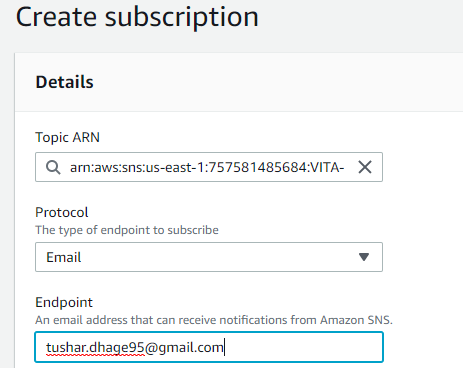 Create subscription
Details
Topic ARN
arn:aws:sns:us-east-1:757581485684:VITA-
Protocol
The type of endpoint to subscribe
Email
Endpoint
An email address that can receive notifications from Amazon SNS.
tushar.dhage95@gmail.com